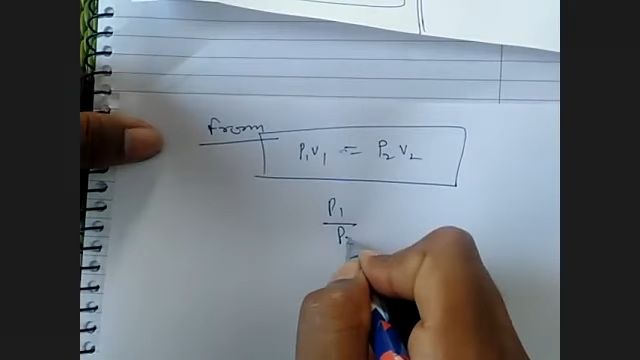 from
P₁V₁ = P₂V₂
P₁
P₂